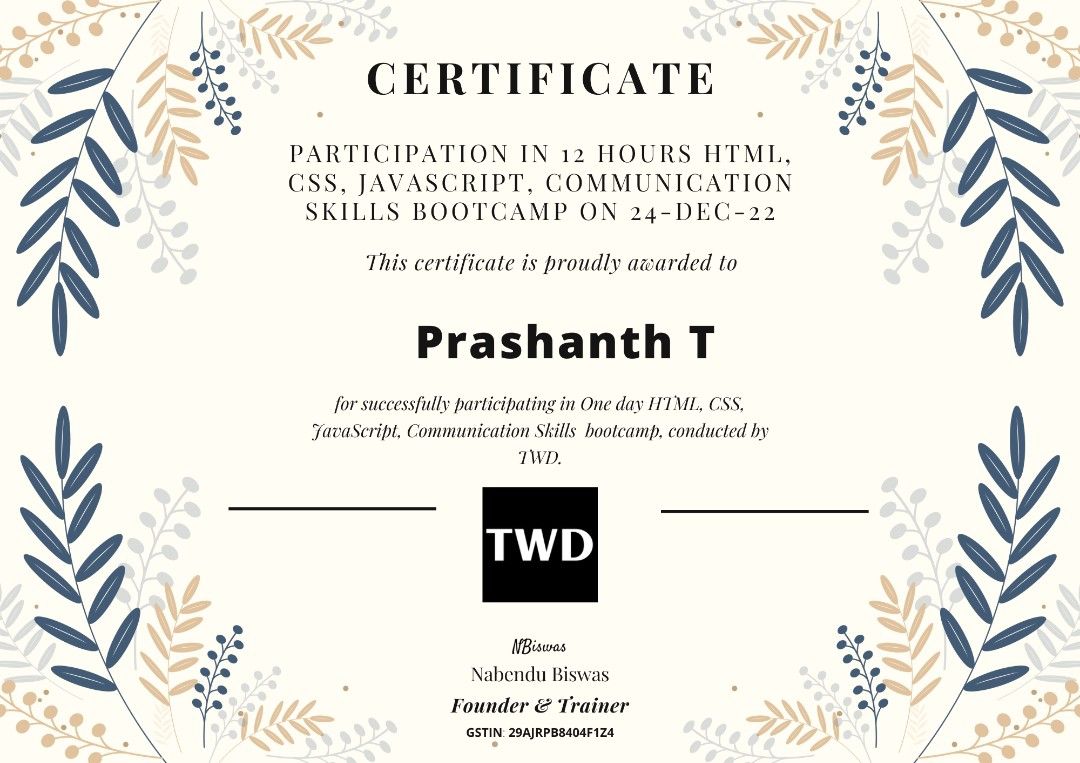 CERTIFICATE
PARTICIPATION IN 12 HOURS HTML,
CSS, JAVASCRIPT, COMMUNICATION
SKILLS BOOTCAMP ON 24-DEC-22
This certificate is proudly awarded to
Prashanth T
for successfully participating in One day HTML, CSS,
JavaScript, Communication Skills bootcamp, conducted by
TWD.
TWD
NBiswas
Nabendu Biswas
Founder & Trainer
GSTIN: 29AJRPB8404F1Z4